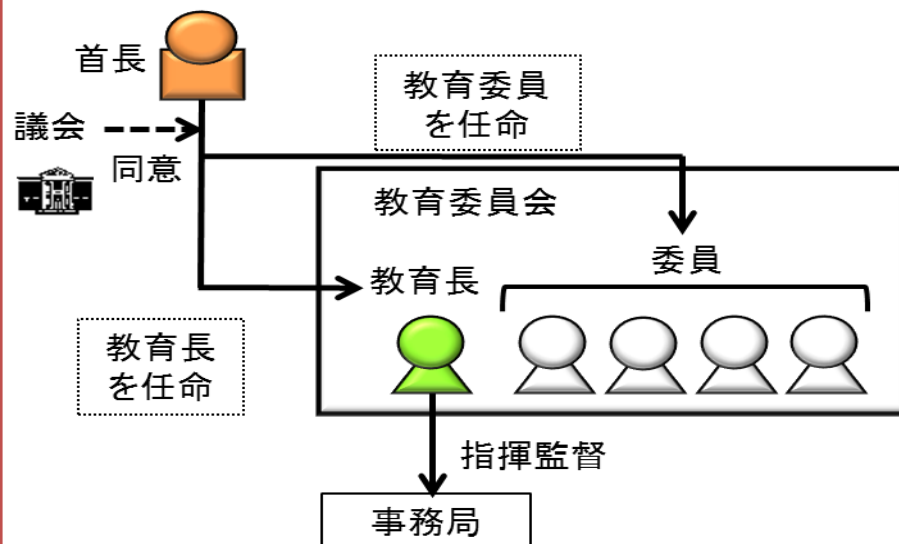 首長
教育委員
を任命
議会
同意
教育委員会
委員
教育長
教育長
を任命
指揮監督
事務局